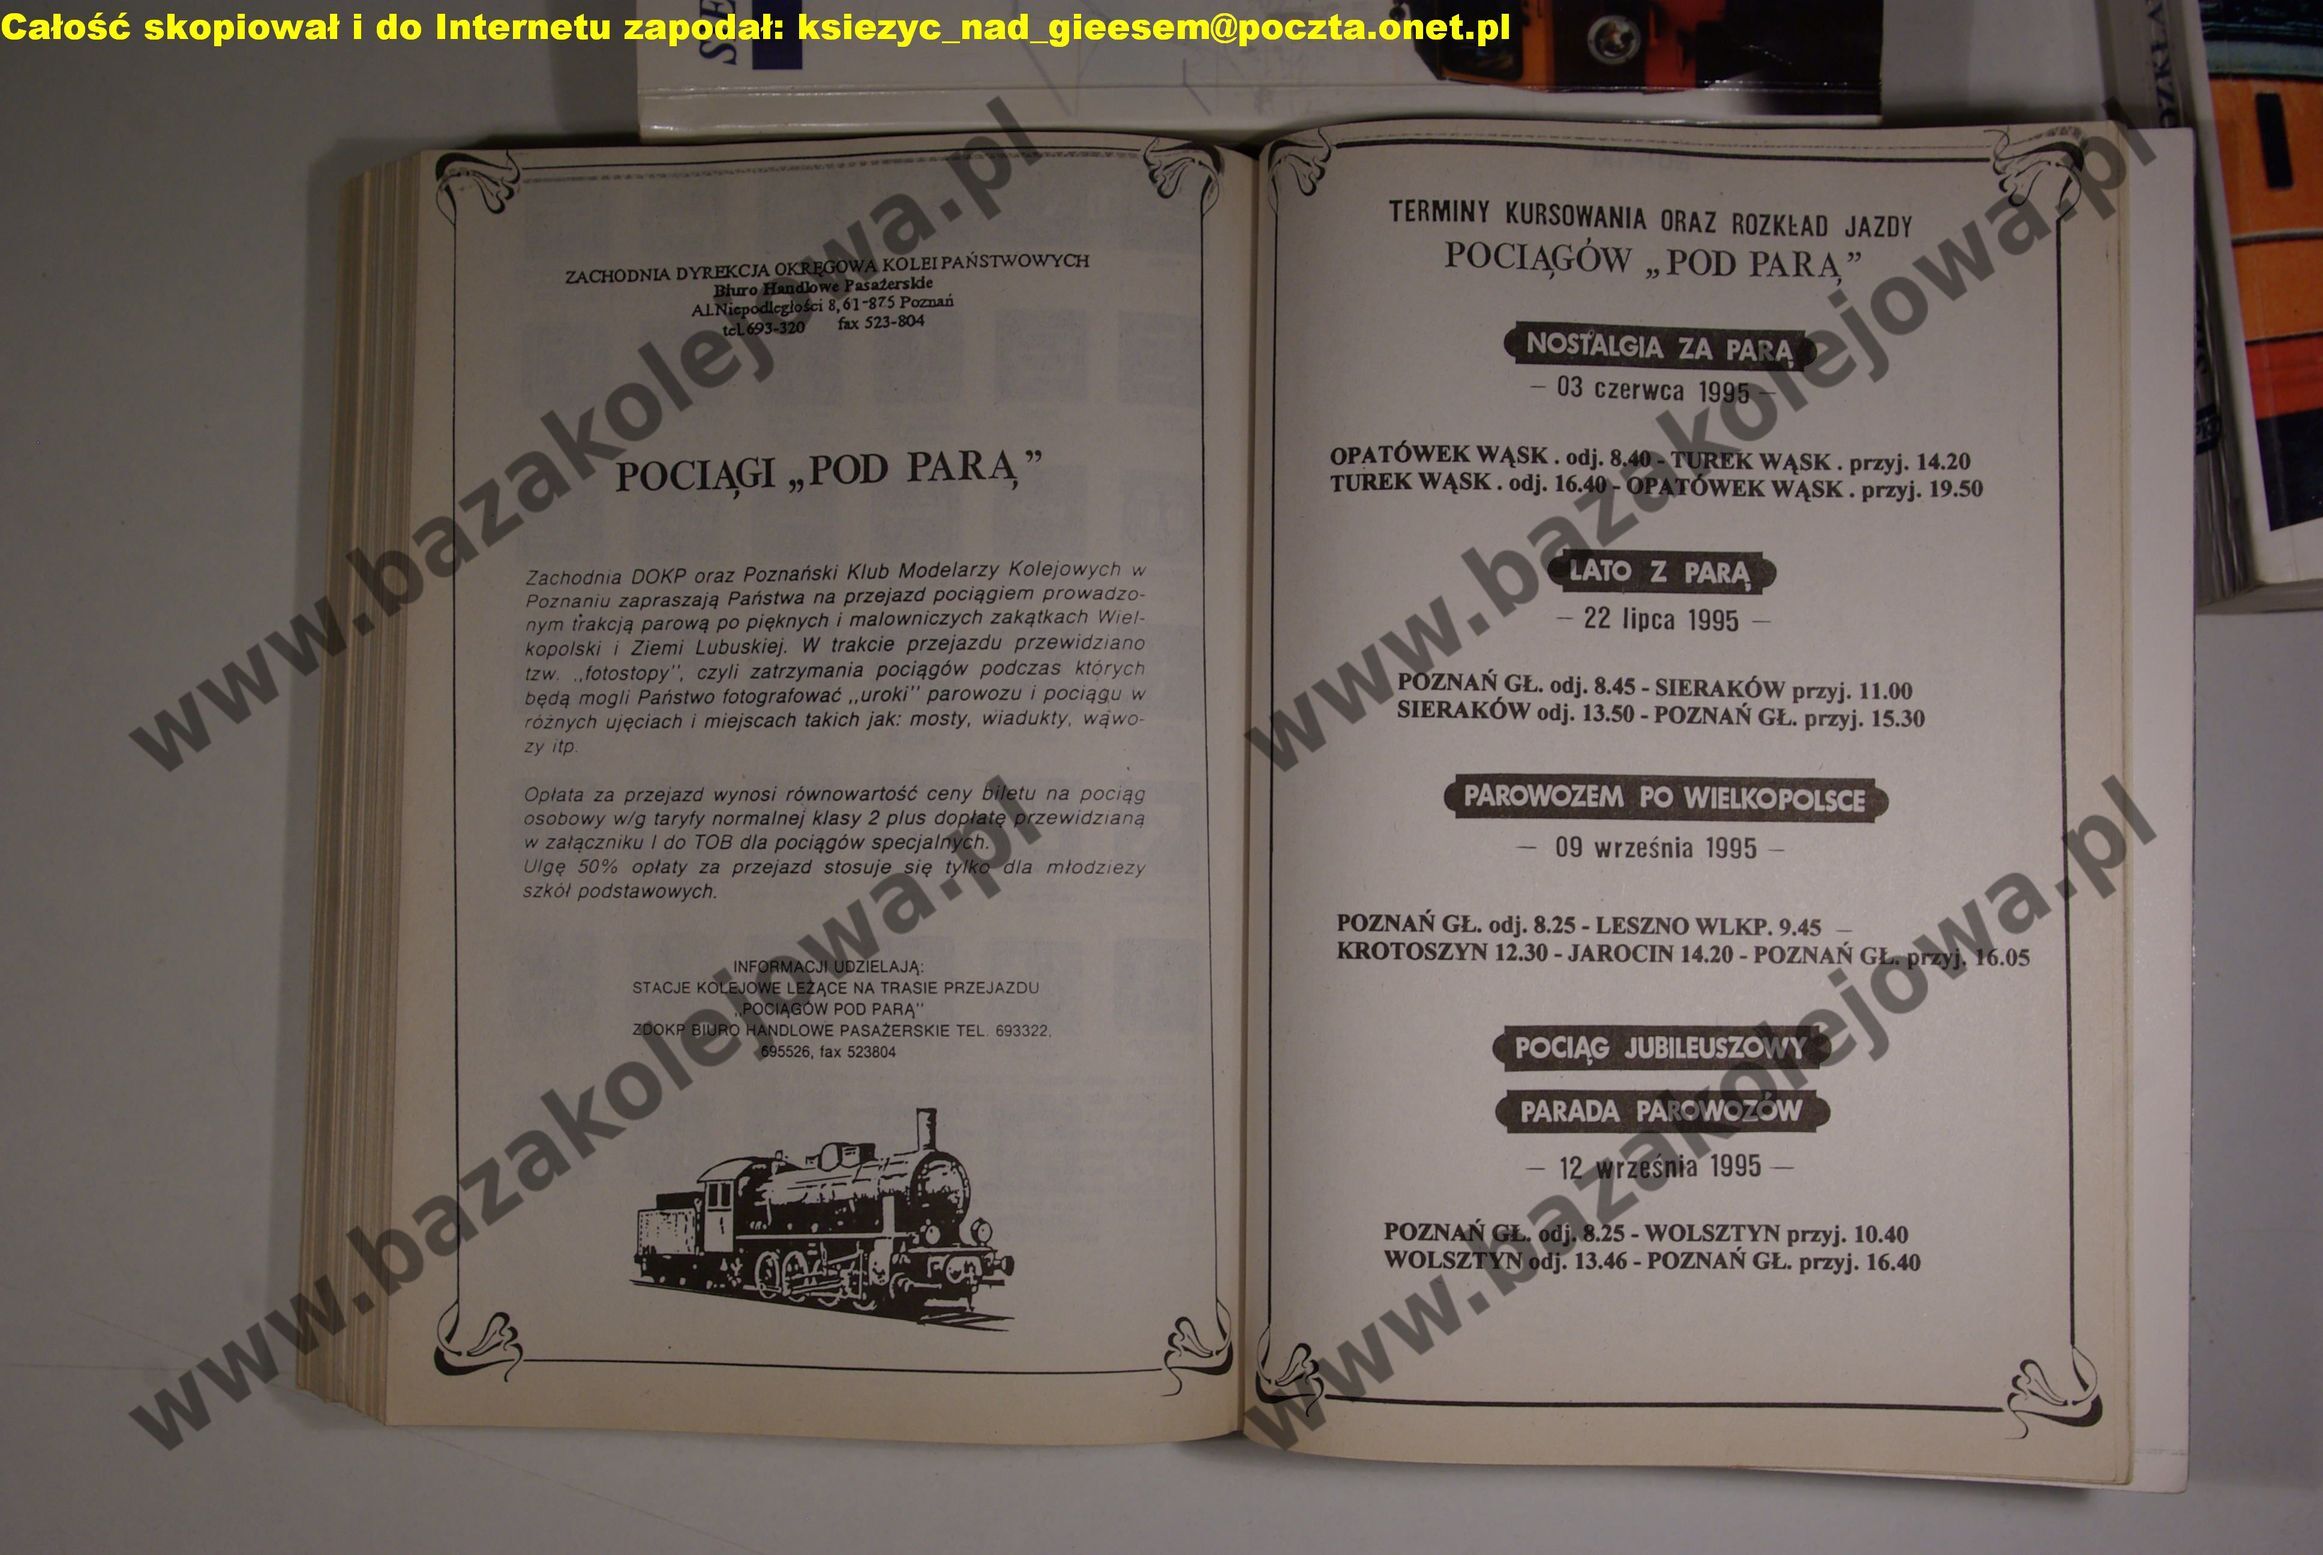 Całość skopiował i do Internetu zapodał: ksiezyc_nad_gieesem@poczta.onet.pl
ZACHODNIA DYREKCJA OKRĘGOWA KOLEI PAŃSTWOWYCH
Biuro Handlowe Pasażerskie
Al.Niepodległości 8, 61-875 Poznań
tel.693-320 fax 523-804
POCIĄGI „POD PARĄ”
Zachodnia DOKP oraz Poznański Klub Modelarzy Kolejowych w
Poznaniu zapraszają Państwa na przejazd pociągiem prowadzo-
nym trakcją parową po pięknych i malowniczych zakątkach Wiel-
kopolski i Ziemi Lubuskiej. W trakcie przejazdu przewidziano
tzw. „fotostopy”, czyli zatrzymania pociągów podczas których
będą mogli Państwo fotografować „uroki” parowozu i pociągu w
różnych ujęciach i miejscach takich jak: mosty, wiadukty, wąwo-
zy itp.
Opłata za przejazd wynosi równowartość ceny biletu na pociąg
osobowy w/g taryfy normalnej klasy 2 plus dopłatę przewidzianą
w załączniku I do TOB dla pociągów specjalnych.
Ulgę 50% opłaty za przejazd stosuje się tylko dla młodzieży
szkół podstawowych.
INFORMACJI UDZIELAJĄ:
STACJE KOLEJOWE LEŻĄCE NA TRASIE PRZEJAZDU
„POCIĄGÓW POD PARĄ”
ZDOKP BIURO HANDLOWE PASAŻERSKIE TEL. 693322,
695526, fax 523804
TERMINY KURSOWANIA ORAZ ROZKŁAD JAZDY
POCIĄGÓW „POD PARĄ”
NOSTALGIA ZA PARĄ
– 03 czerwca 1995 –
OPATÓWEK WĄSK . odj. 8.40 - TUREK WĄSK . przyj. 14.20
TUREK WĄSK . odj. 16.40 - OPATÓWEK WĄSK . przyj. 19.50
LATO Z PARĄ
– 22 lipca 1995 –
POZNAŃ GŁ. odj. 8.45 - SIERAKÓW przyj. 11.00
SIERAKÓW odj. 13.50 - POZNAŃ GŁ. przyj. 15.30
PAROWOZEM PO WIELKOPOLSCE
– 09 września 1995 –
POZNAŃ GŁ. odj. 8.25 - LESZNO WLKP. 9.45 –
KROTOSZYN 12.30 - JAROCIN 14.20 - POZNAŃ GŁ. przyj. 16.05
POCIĄG JUBILEUSZOWY
PARADA PAROWOZÓW
– 12 września 1995 –
POZNAŃ GŁ. odj. 8.25 - WOLSZTYN przyj. 10.40
WOLSZTYN odj. 13.46 - POZNAŃ GŁ. przyj. 16.40
www.bazakolejowa.pl
www.bazakolejowa.pl
www.bazakolejowa.pl
www.bazakolejowa.pl